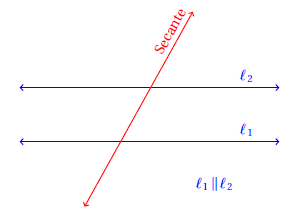 Secante
ℓ₂
ℓ₁
ℓ₁∥ℓ₂